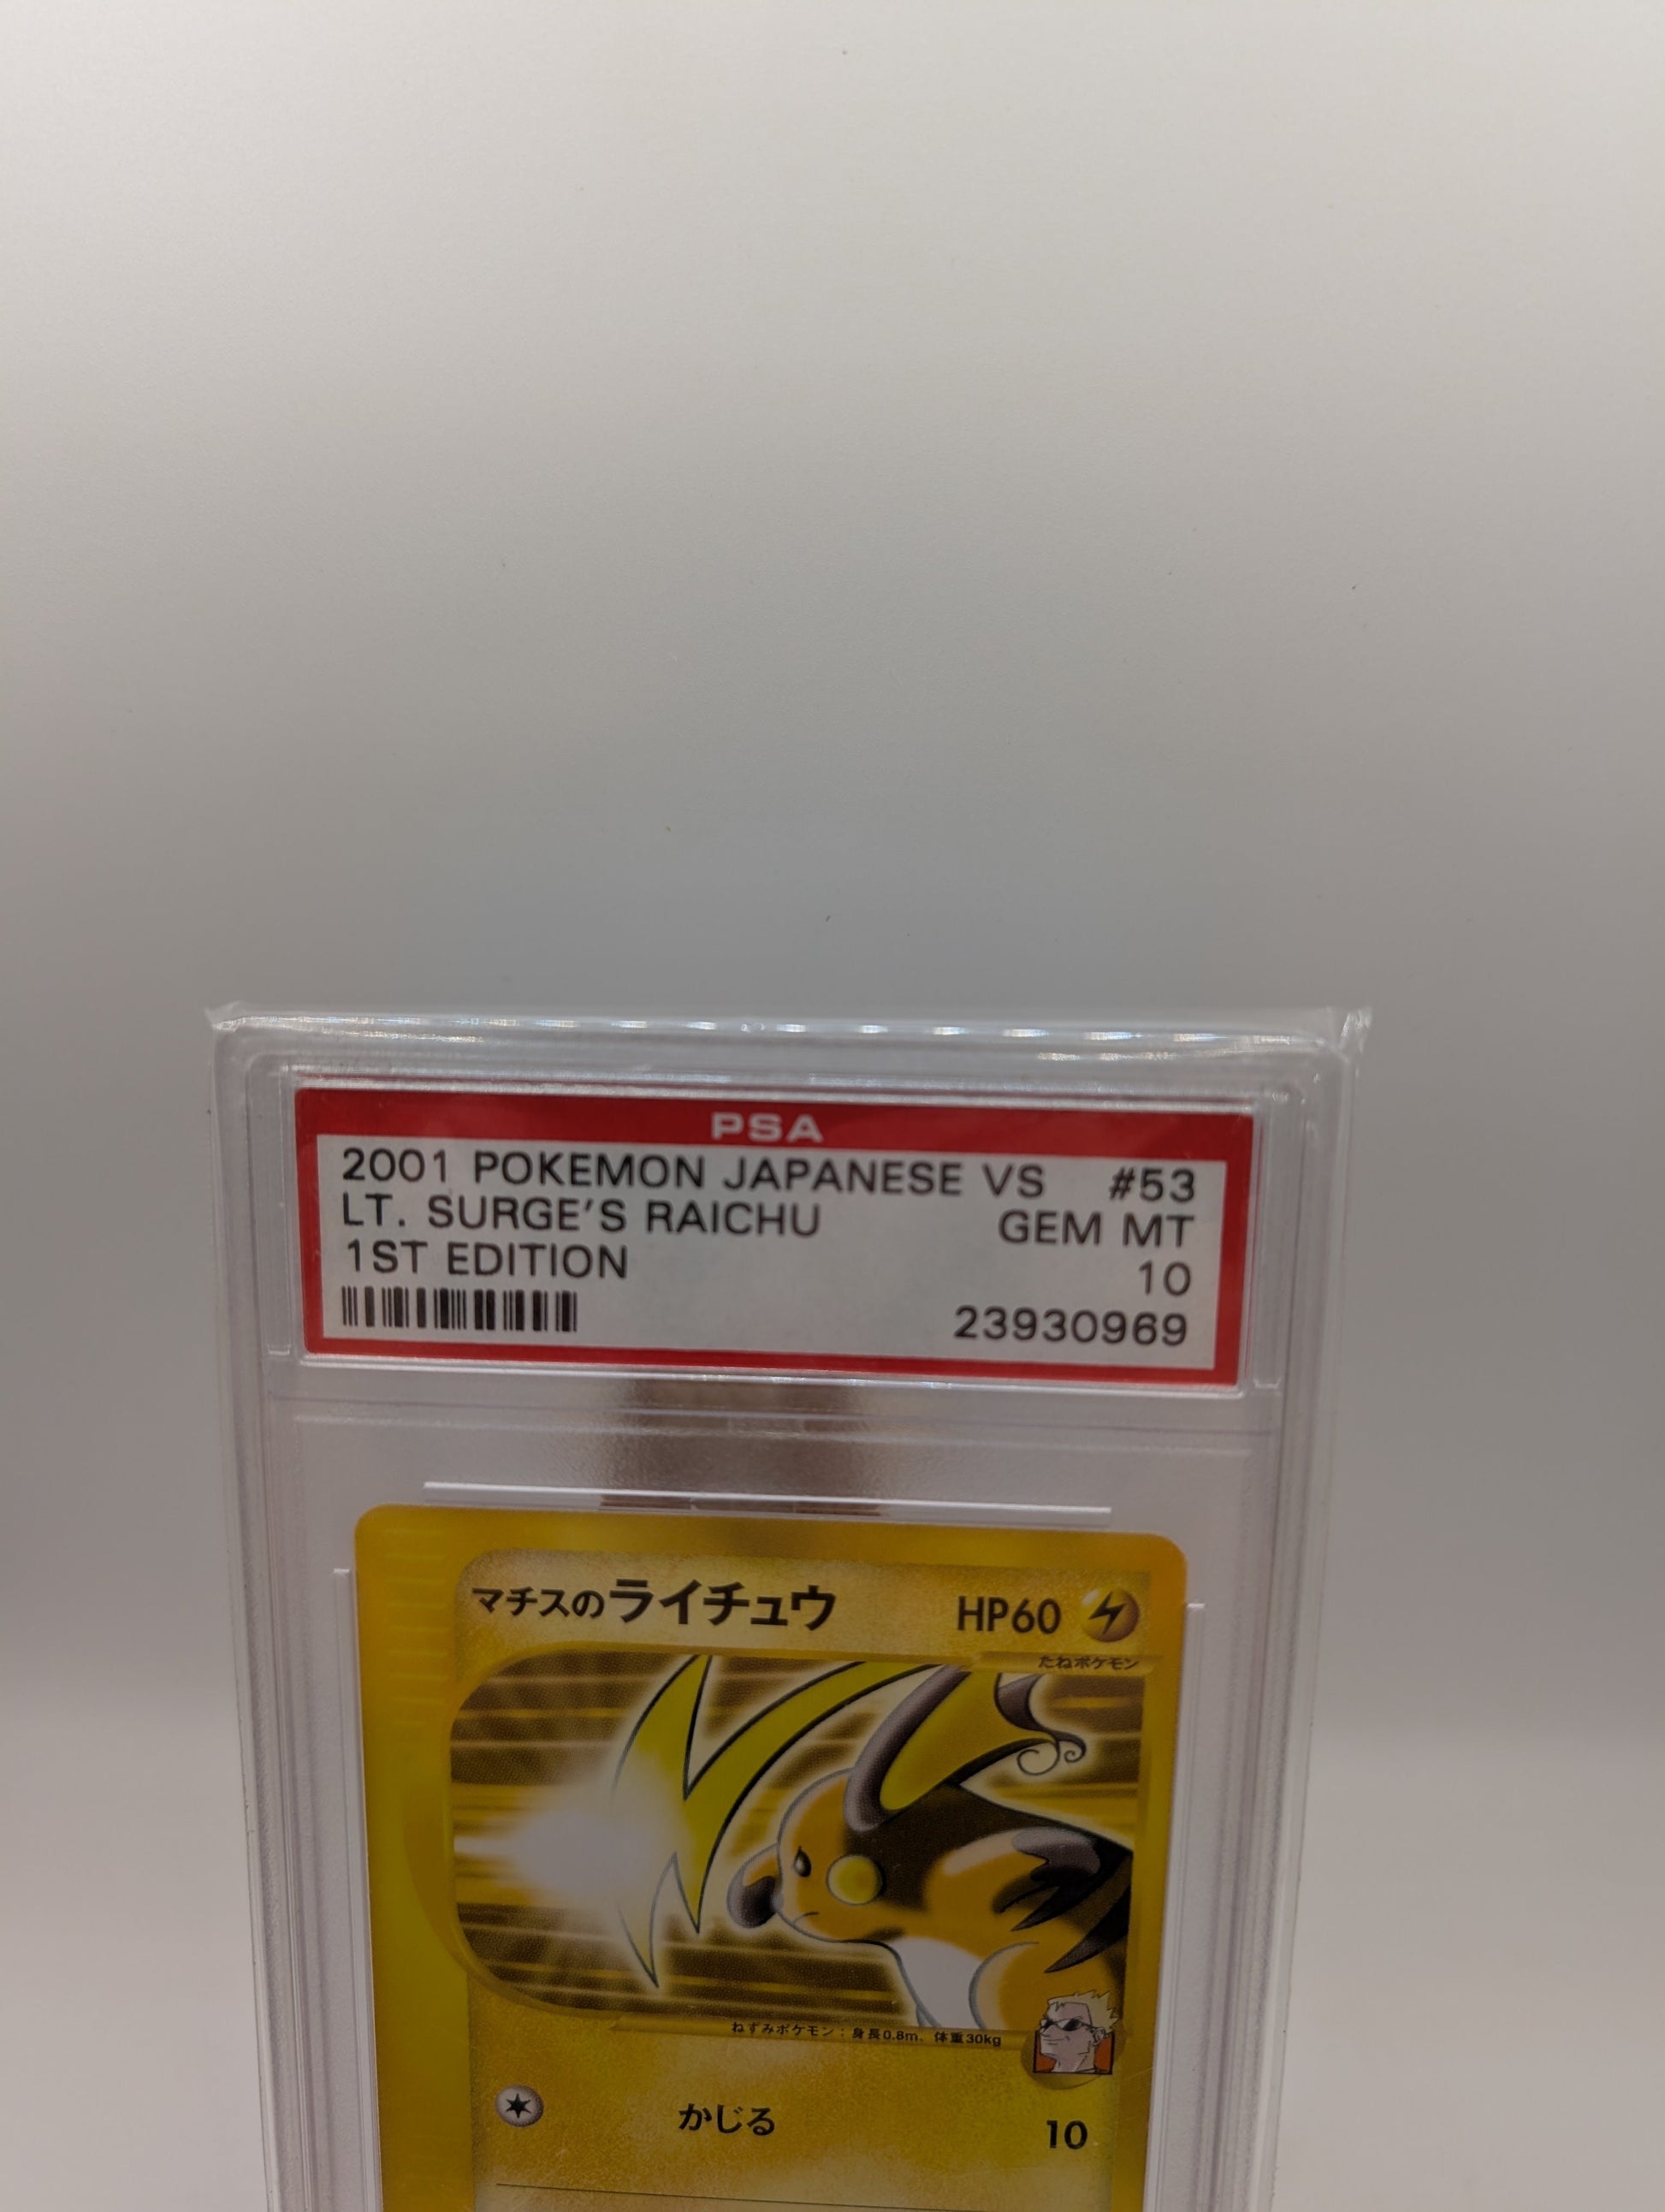 PSA
2001 POKEMON JAPANESE VS #53
LT. SURGE'S RAICHU GEM MT
1ST EDITION 10
23930969
マチスのライチュウ HP60
たねポケモン
ねずみポケモン：身長0.8m、体重30kg
かじる 10